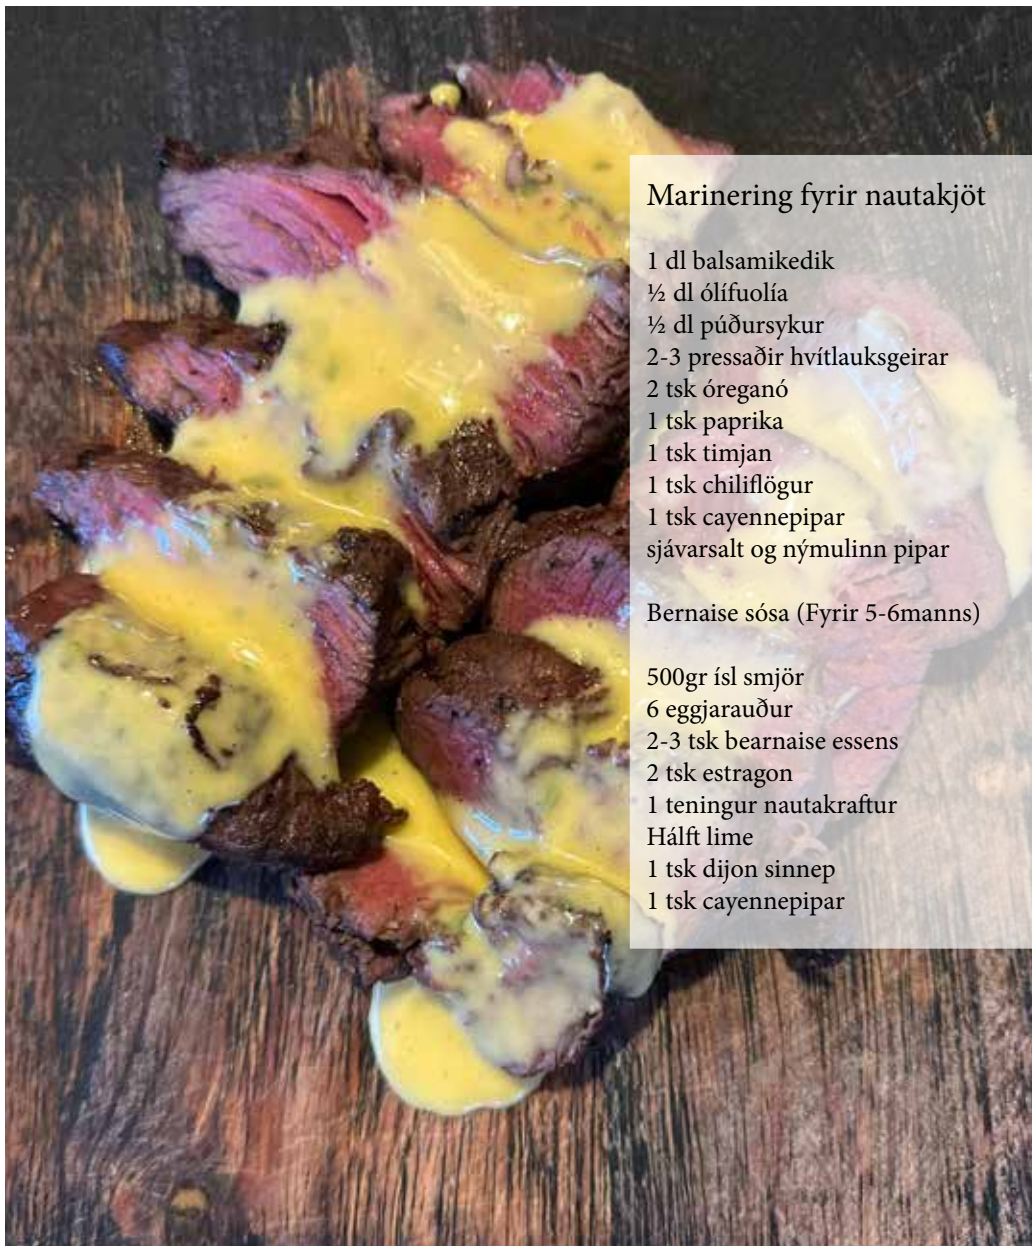 Marinering fyrir nautakjöt
1 dl balsamikedik
½ dl ólífuolía
½ dl púðursykur
2-3 pressaðir hvítlauksgeirar
2 tsk óreganó
1 tsk paprika
1 tsk timjan
1 tsk chiliflögur
1 tsk cayennepipar
sjávarsalt og nýmulinn pipar
Bernaise sósa (Fyrir 5-6manns)
500gr ísl smjör
6 eggjarauður
2-3 tsk bearnaise essens
2 tsk estragon
1 teningur nautakraftur
Hálft lime
1 tsk dijon sinnep
1 tsk cayennepipar